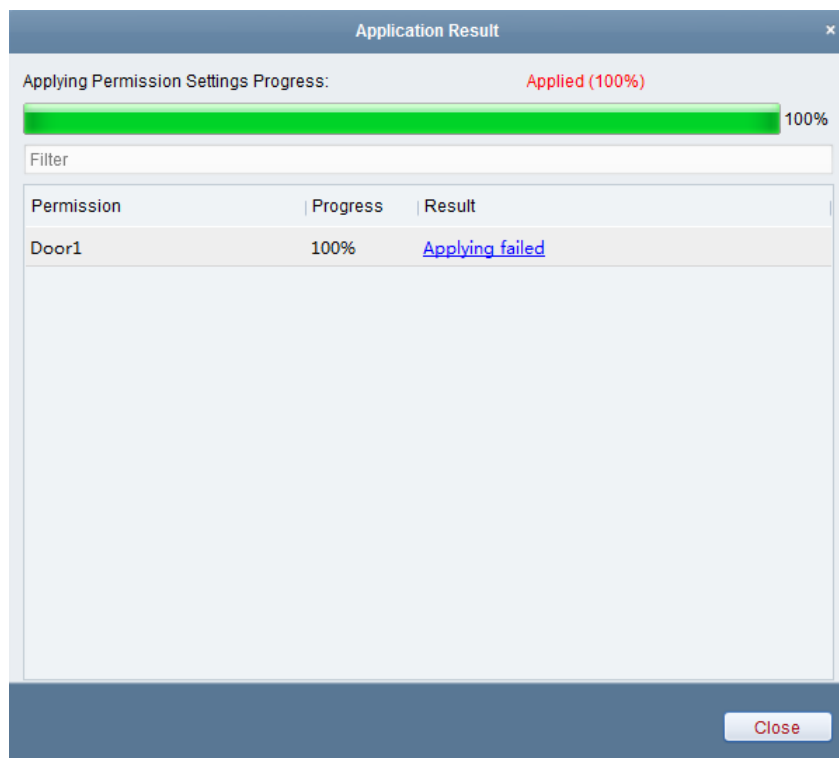 Application Result ×
Applying Permission Settings Progress: Applied (100%)
100%
Filter
Permission Progress Result
Door1 100% Applying failed
Close